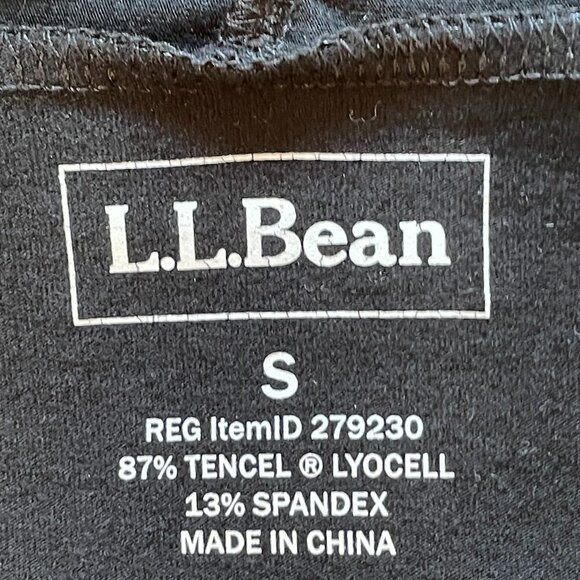 L.L.Bean
S
REG ItemID 279230
87% TENCEL ® LYOCELL
13% SPANDEX
MADE IN CHINA